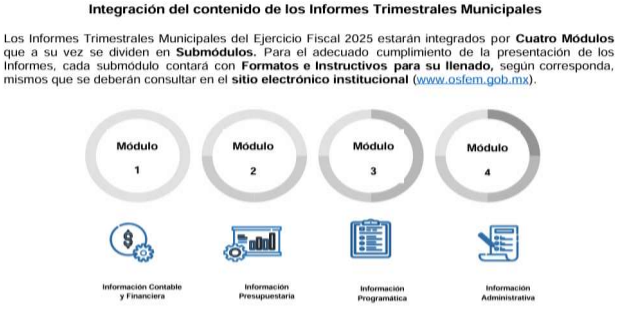 Integración del contenido de los Informes Trimestrales Municipales
Los Informes Trimestrales Municipales del Ejercicio Fiscal 2025 estarán integrados por Cuatro Módulos
que a su vez se dividen en Submódulos. Para el adecuado cumplimiento de la presentación de los
Informes, cada submódulo contará con Formatos e Instructivos para su llenado, según corresponda,
mismos que se deberán consultar en el sitio electrónico institucional (www.osfem.gob.mx).
Módulo
1
Módulo
2
Módulo
3
Módulo
4
Información Contable
y Financiera
Información
Presupuestaria
Información
Programática
Información
Administrativa